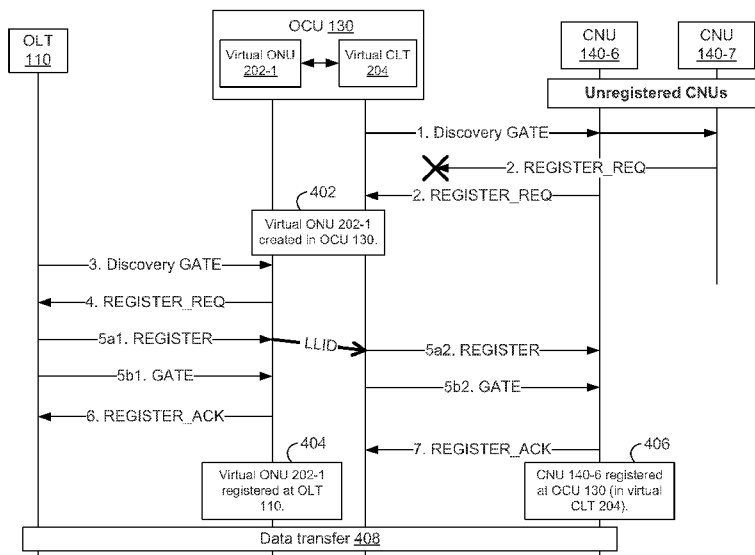 OLT
110
OCU 130
Virtual ONU
202-1
Virtual CLT
204
CNU
140-6
CNU
140-7
Unregistered CNUs
1. Discovery GATE
2. REGISTER_REQ
2. REGISTER_REQ
402
Virtual ONU 202-1
created in OCU 130.
3. Discovery GATE
4. REGISTER_REQ
5a1. REGISTER
LLID
5a2. REGISTER
5b1. GATE
5b2. GATE
6. REGISTER_ACK
7. REGISTER_ACK
404
Virtual ONU 202-1
registered at OLT
110.
406
CNU 140-6 registered
at OCU 130 (in virtual
CLT 204).
Data transfer 408